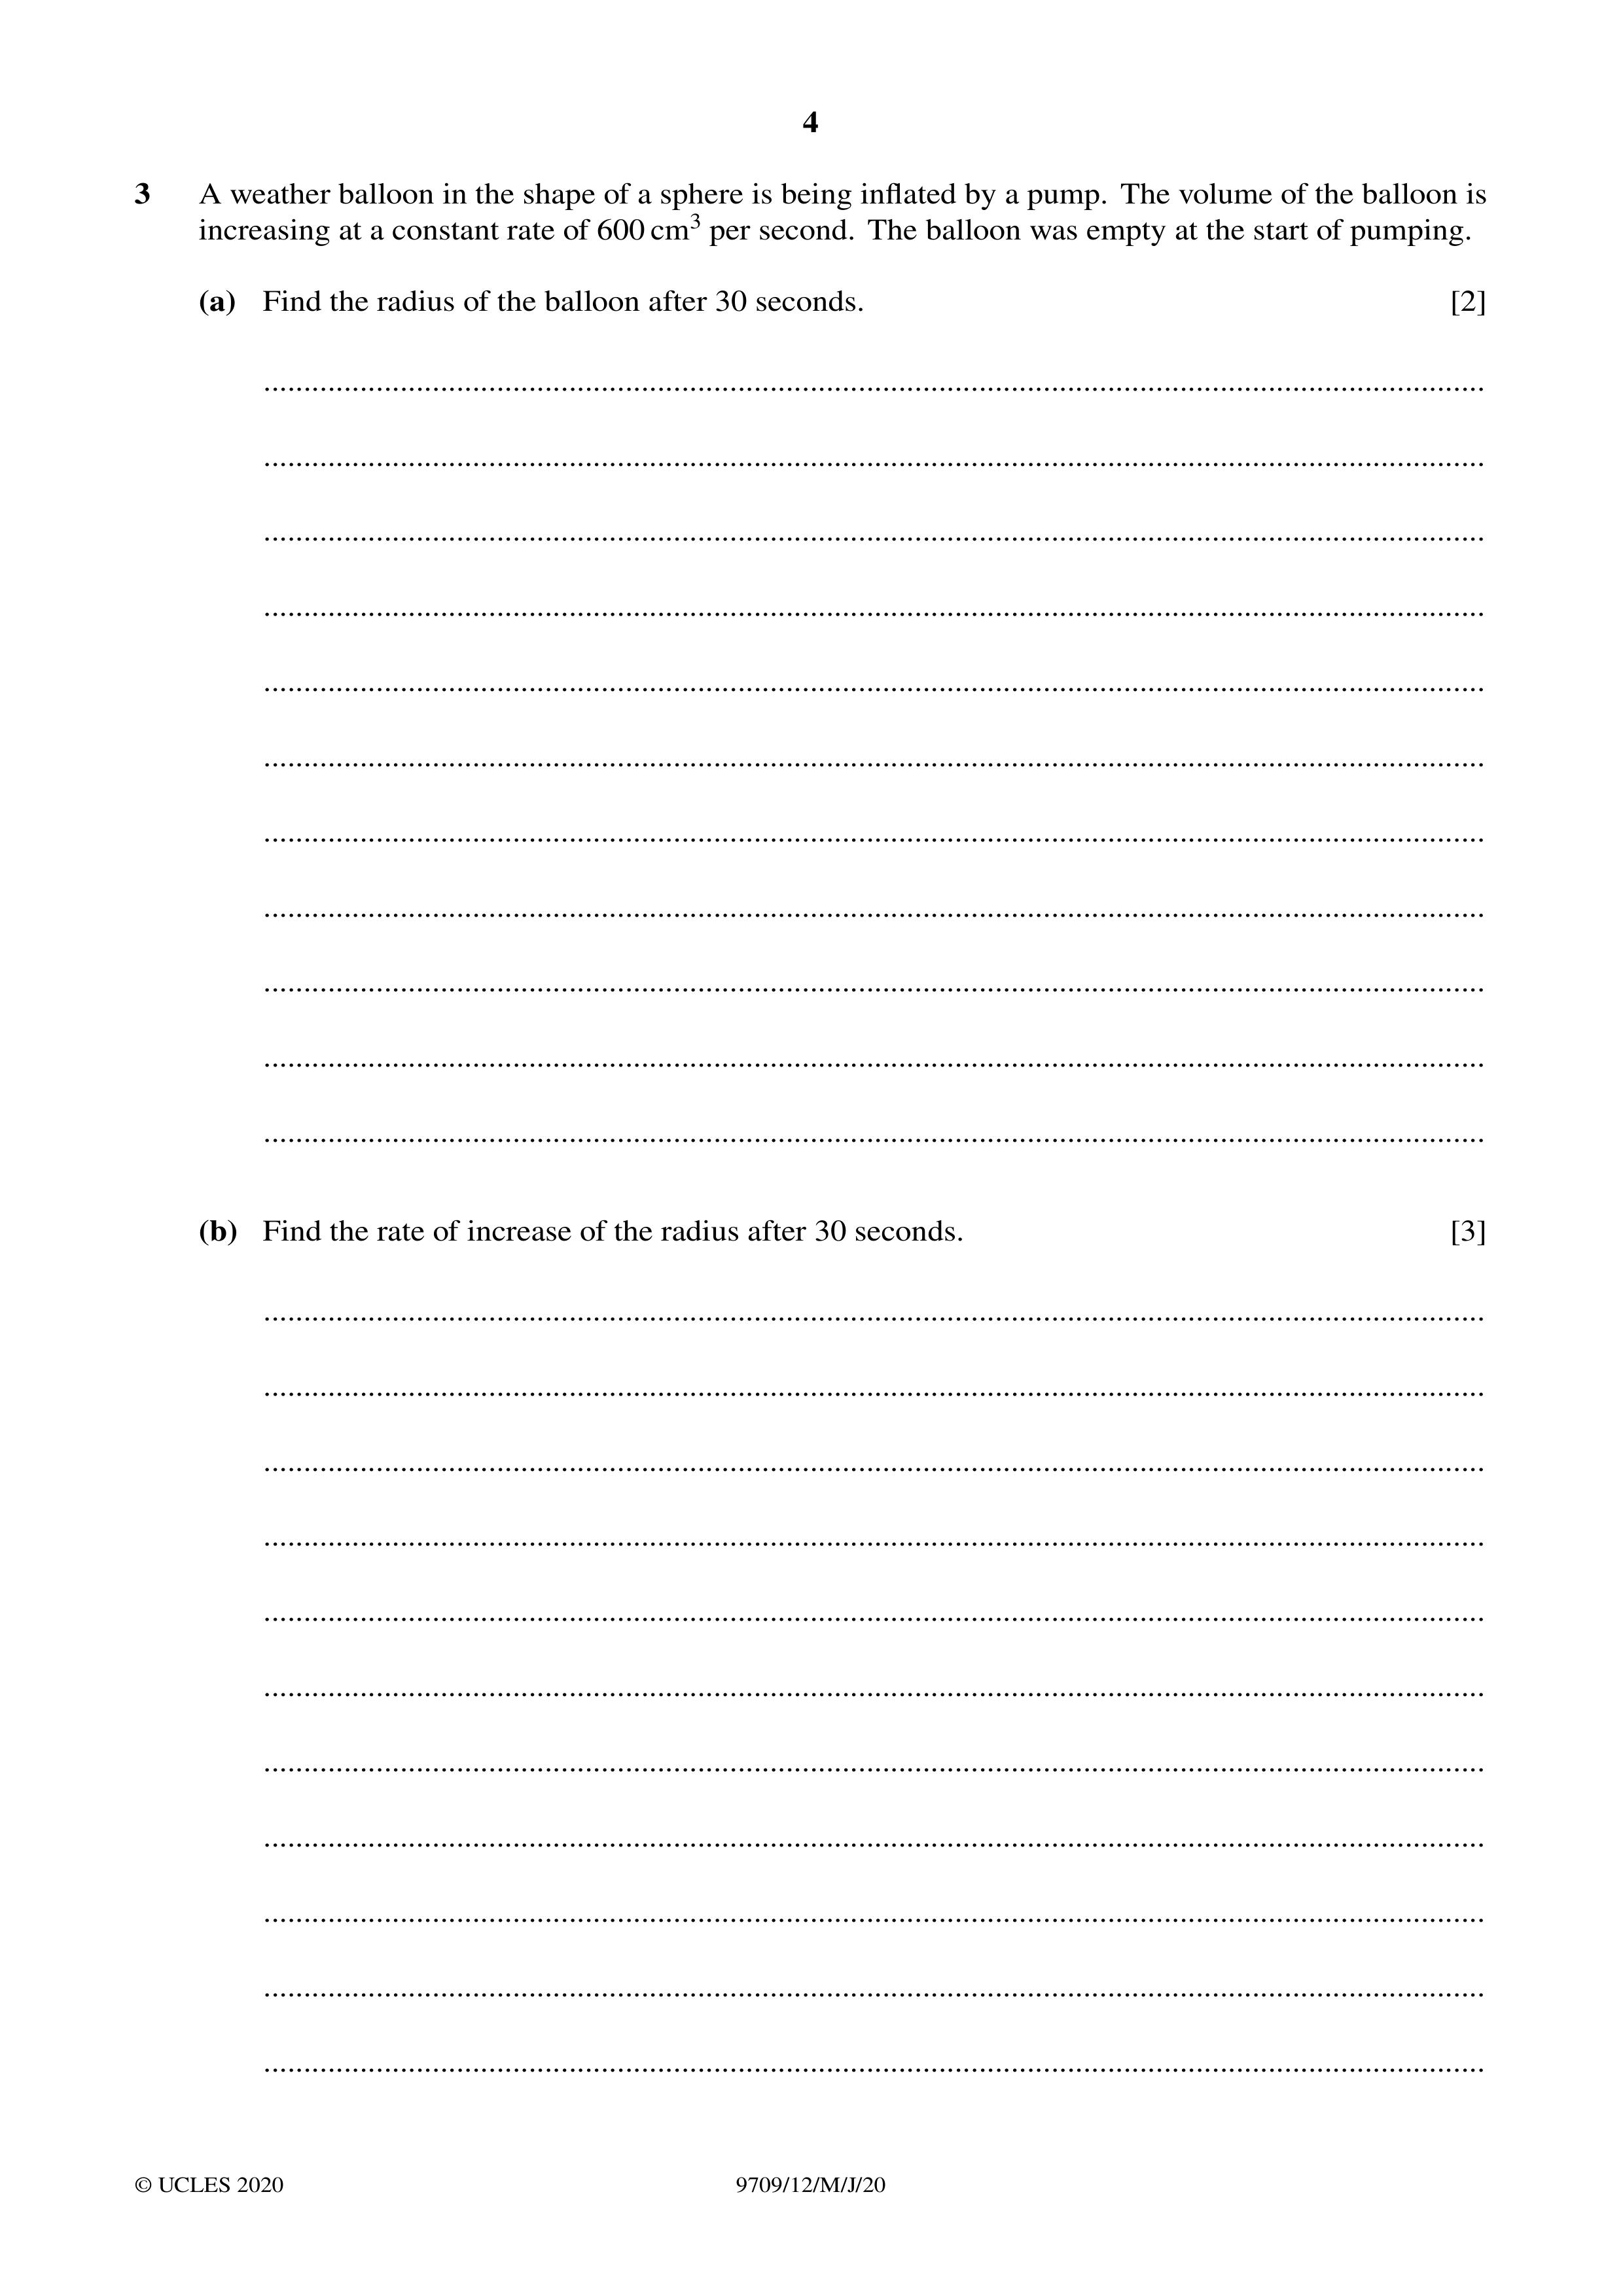 4
3 A weather balloon in the shape of a sphere is being inflated by a pump. The volume of the balloon is
increasing at a constant rate of 600 cm³ per second. The balloon was empty at the start of pumping.
(a) Find the radius of the balloon after 30 seconds. [2]
(b) Find the rate of increase of the radius after 30 seconds. [3]
© UCLES 2020 9709/12/M/J/20